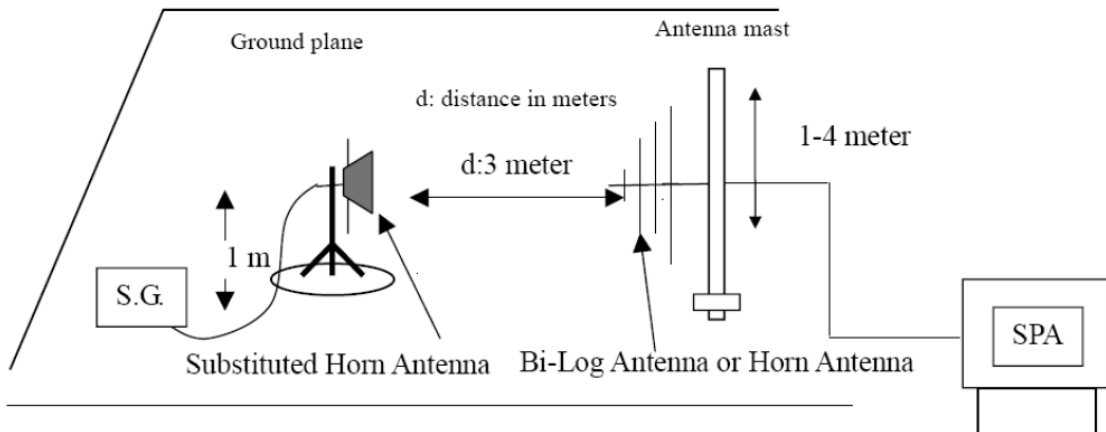 Ground plane
Antenna mast
d: distance in meters
1-4 meter
d:3 meter
1 m
S.G.
SPA
Substituted Horn Antenna
Bi-Log Antenna or Horn Antenna